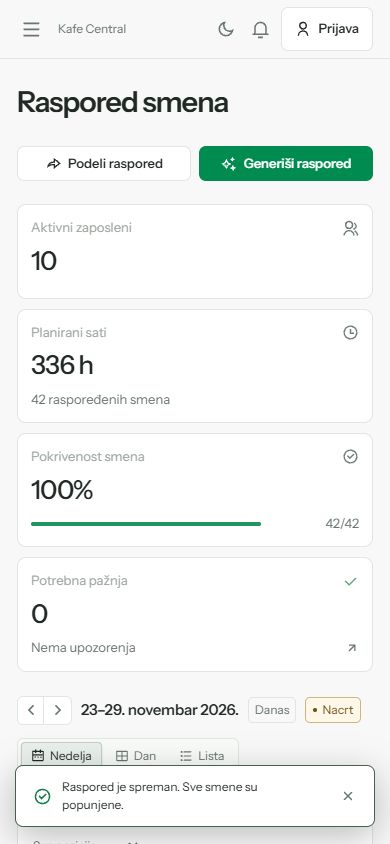 Kafe Central
Prijava
Raspored smena
Podeli raspored
Generiši raspored
Aktivni zaposleni
10
Planirani sati
336 h
42 raspoređenih smena
Pokrivenost smena
100%
42/42
Potrebna pažnja
0
Nema upozorenja
23–29. novembar 2026.
Danas
Nacrt
Nedelja
Dan
Lista
Raspored je spreman. Sve smene su
popunjene.